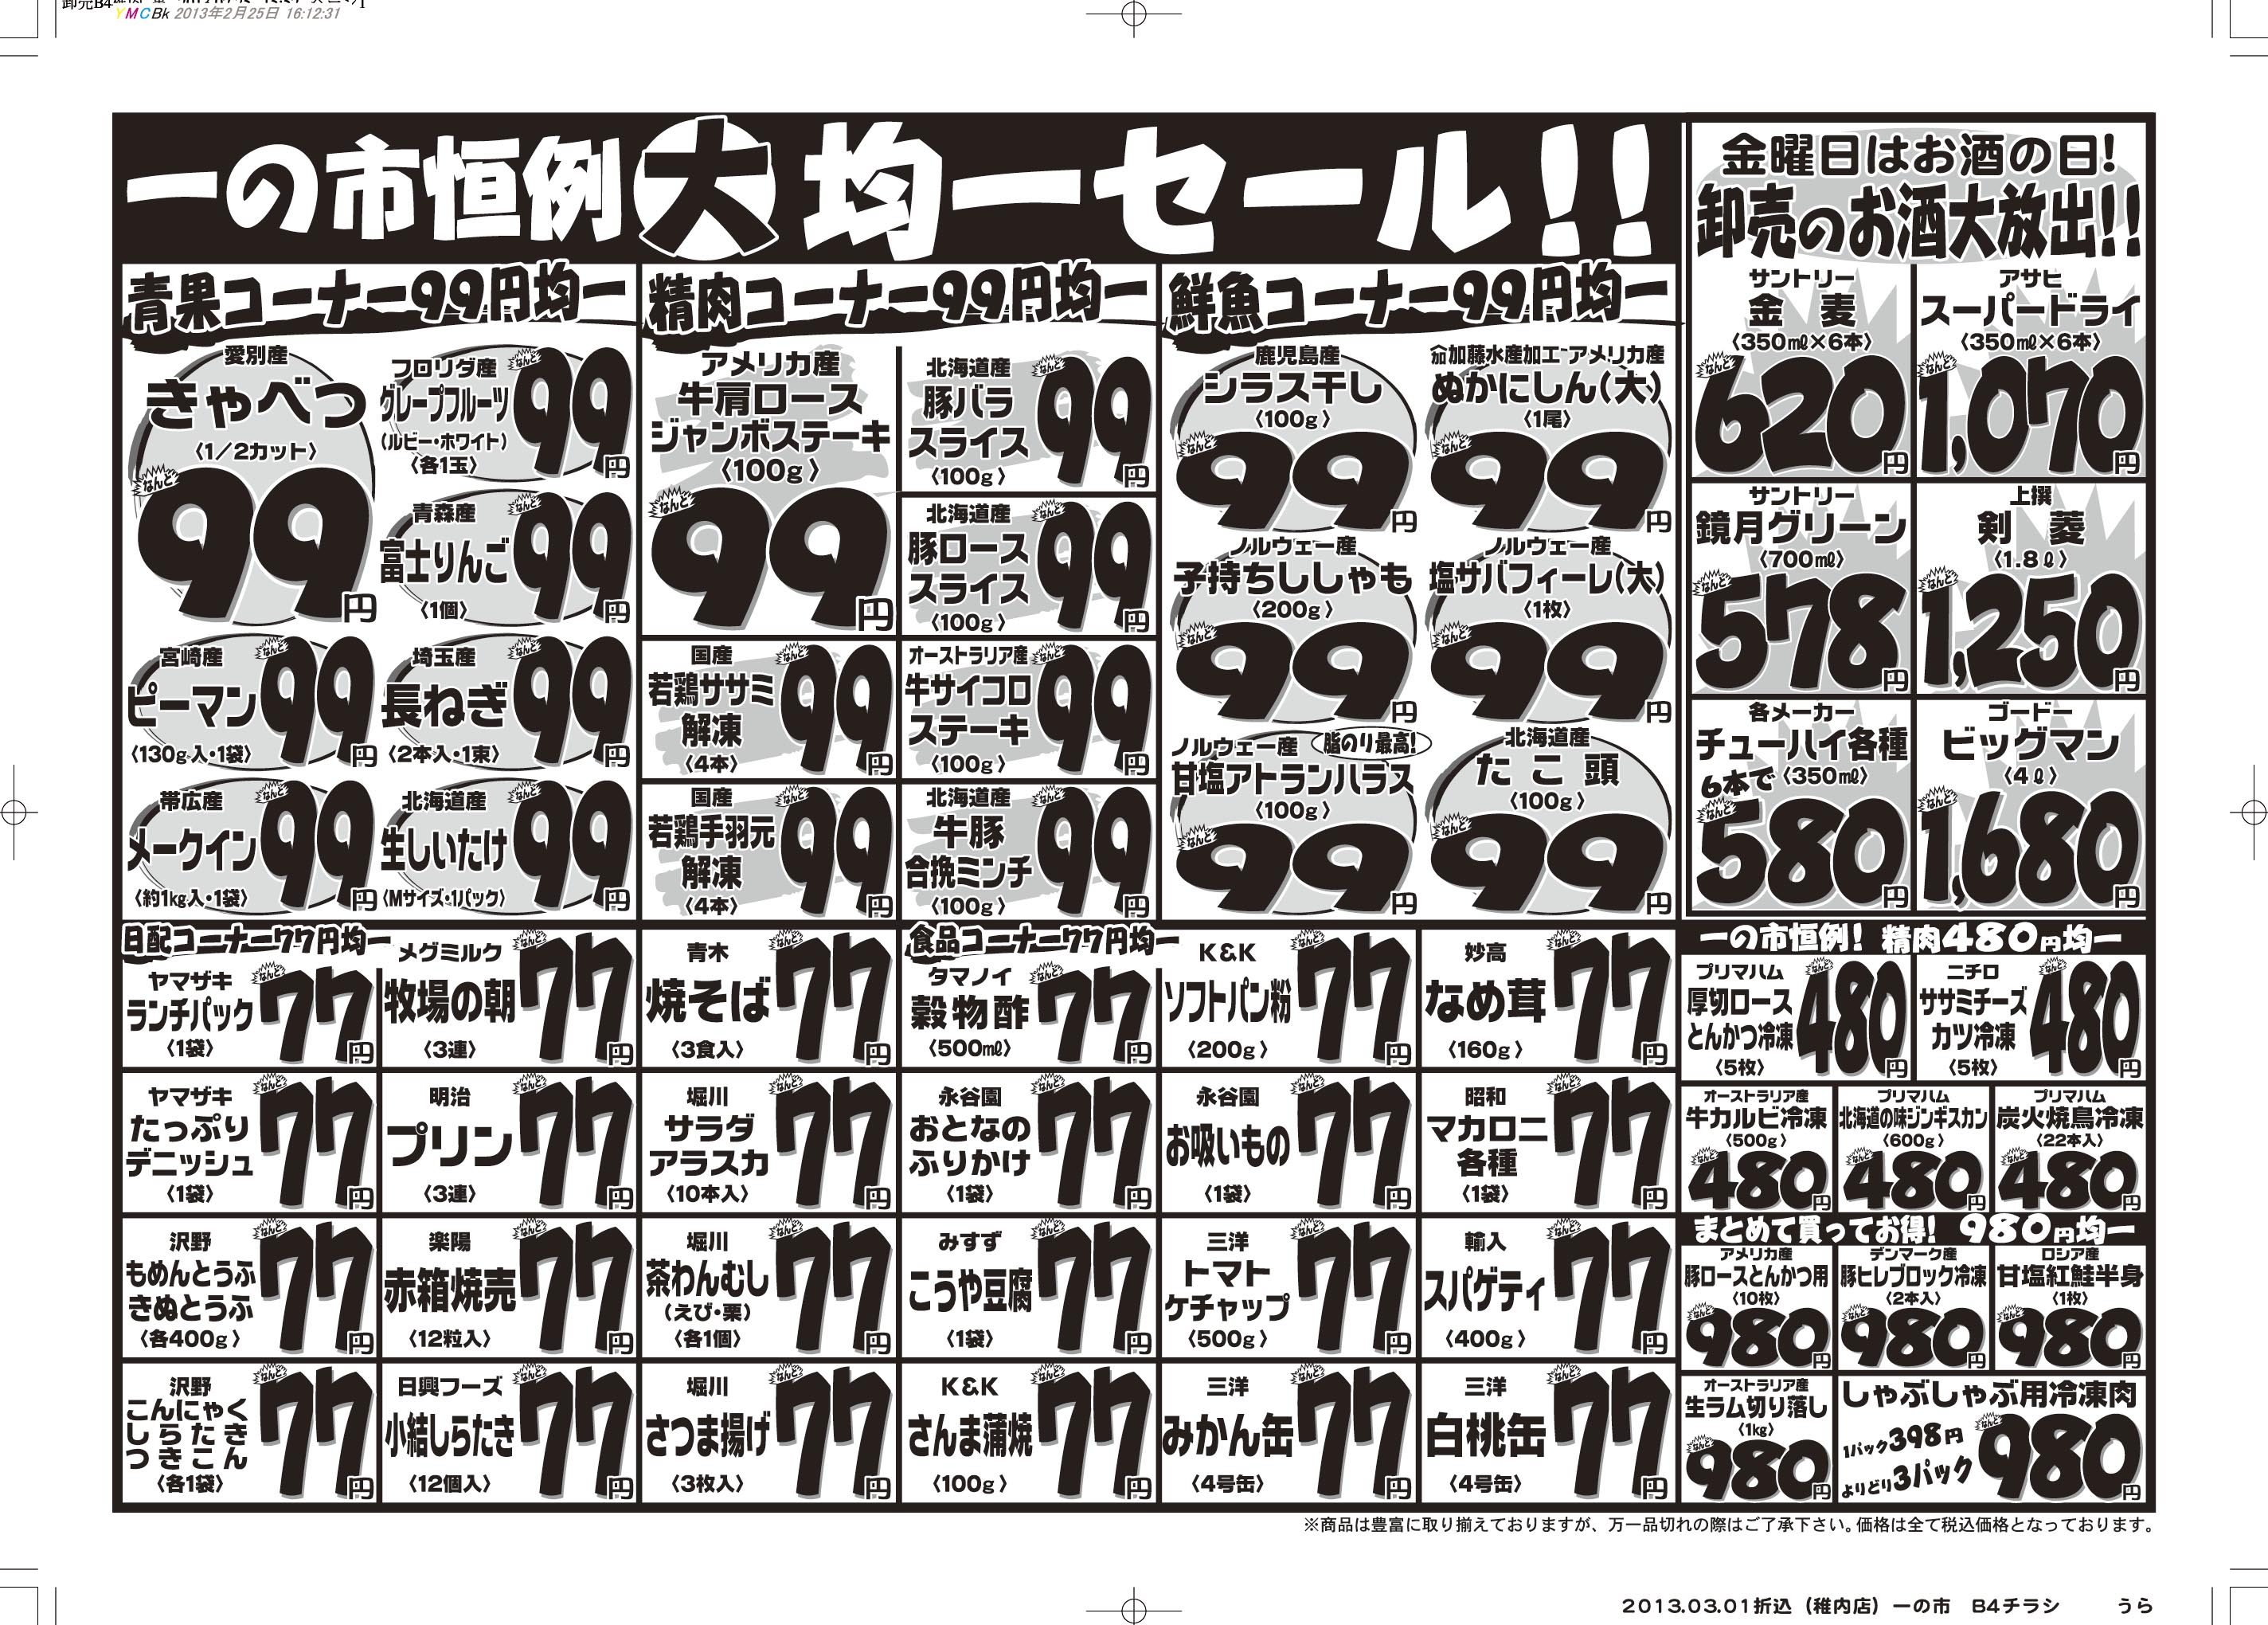 YMCBk 2013年2月25日 16:12:31
一の市恒例大均一セール!!
青果コーナー99円均一
愛別産
きゃべつ
〈1/2カット〉
なんと
99円
フロリダ産
グレープフルーツ
(ルビー・ホワイト)
〈各1玉〉
なんと
99円
青森産
富士りんご
〈1個〉
なんと
99円
宮崎産
ピーマン
〈130g入・1袋〉
なんと
99円
埼玉産
長ねぎ
〈2本入・1束〉
なんと
99円
帯広産
メークイン
〈約1kg入・1袋〉
なんと
99円
北海道産
生しいたけ
〈Mサイズ・1パック〉
なんと
99円
精肉コーナー99円均一
アメリカ産
牛肩ロース
ジャンボステーキ
〈100g〉
なんと
99円
北海道産
豚バラ
スライス
〈100g〉
なんと
99円
北海道産
豚ロース
スライス
〈100g〉
なんと
99円
国産
若鶏ササミ
解凍
〈4本〉
なんと
99円
オーストラリア産
牛サイコロ
ステーキ
〈100g〉
なんと
99円
国産
若鶏手羽元
解凍
〈4本〉
なんと
99円
北海道産
牛豚
合挽ミンチ
〈100g〉
なんと
99円
鮮魚コーナー99円均一
鹿児島産
シラス干し
〈100g〉
なんと
99円
加藤水産加工-アメリカ産
ぬかにしん(大)
〈1尾〉
なんと
99円
ノルウェー産
子持ちししゃも
〈200g〉
なんと
99円
ノルウェー産
塩サバフィーレ(大)
〈1枚〉
なんと
99円
ノルウェー産
脂のり最高!
甘塩アトランハラス
〈100g〉
なんと
99円
北海道産
たこ頭
〈100g〉
なんと
99円
金曜日はお酒の日!
卸売のお酒大放出!!
サントリー
金麦
〈350mℓ×6本〉
なんと
620円
アサヒ
スーパードライ
〈350mℓ×6本〉
なんと
1,070円
サントリー
鏡月グリーン
〈700mℓ〉
なんと
578円
上撰
剣菱
〈1.8ℓ〉
なんと
1,250円
各メーカー
チューハイ各種
6本で〈350mℓ〉
なんと
580円
ゴードー
ビッグマン
〈4ℓ〉
なんと
1,680円
日配コーナー77円均一
ヤマザキ
ランチパック
〈1袋〉
なんと
77円
メグミルク
牧場の朝
〈3連〉
なんと
77円
青木
焼そば
〈3食入〉
なんと
77円
食品コーナー77円均一
タマノイ
穀物酢
〈500mℓ〉
なんと
77円
K&K
ソフトパン粉
〈200g〉
なんと
77円
妙高
なめ茸
〈160g〉
なんと
77円
ヤマザキ
たっぷり
デニッシュ
〈1袋〉
なんと
77円
明治
プリン
〈3連〉
なんと
77円
堀川
サラダ
アラスカ
〈10本入〉
なんと
77円
永谷園
おとなの
ふりかけ
〈1袋〉
なんと
77円
永谷園
お吸いもの
〈1袋〉
なんと
77円
昭和
マカロニ
各種
〈1袋〉
なんと
77円
沢野
もめんとうふ
きぬとうふ
〈各400g〉
なんと
77円
楽陽
赤箱焼売
〈12粒入〉
なんと
77円
堀川
茶わんむし
(えび・栗)
〈各1個〉
なんと
77円
みすず
こうや豆腐
〈1袋〉
なんと
77円
三洋
トマト
ケチャップ
〈500g〉
なんと
77円
輸入
スパゲティ
〈400g〉
なんと
77円
沢野
こんにゃく
しらたき
つきこん
〈各1袋〉
なんと
77円
日興フーズ
小結しらたき
〈12個入〉
なんと
77円
堀川
さつま揚げ
〈3枚入〉
なんと
77円
K&K
さんま蒲焼
〈100g〉
なんと
77円
三洋
みかん缶
〈4号缶〉
なんと
77円
三洋
白桃缶
〈4号缶〉
なんと
77円
一の市恒例! 精肉480円均一
プリマハム
厚切ロース
とんかつ冷凍
〈5枚〉
なんと
480円
ニチロ
ササミチーズ
カツ冷凍
〈5枚〉
なんと
480円
オーストラリア産
牛カルビ冷凍
〈500g〉
なんと
480円
プリマハム
北海道の味ジンギスカン
〈600g〉
なんと
480円
プリマハム
炭火焼鳥冷凍
〈22本入〉
なんと
480円
まとめて買ってお得! 980円均一
アメリカ産
豚ロースとんかつ用
〈10枚〉
なんと
980円
デンマーク産
豚ヒレブロック冷凍
〈2本入〉
なんと
980円
ロシア産
甘塩紅鮭半身
〈1枚〉
なんと
980円
オーストラリア産
生ラム切り落し
〈1kg〉
なんと
980円
しゃぶしゃぶ用冷凍肉
1パック398円
よりどり3パック
なんと
980円
※商品は豊富に取り揃えておりますが、万一品切れの際はご了承下さい。価格は全て税込価格となっております。
2013.03.01折込(稚内店)一の市 B4チラシ うら